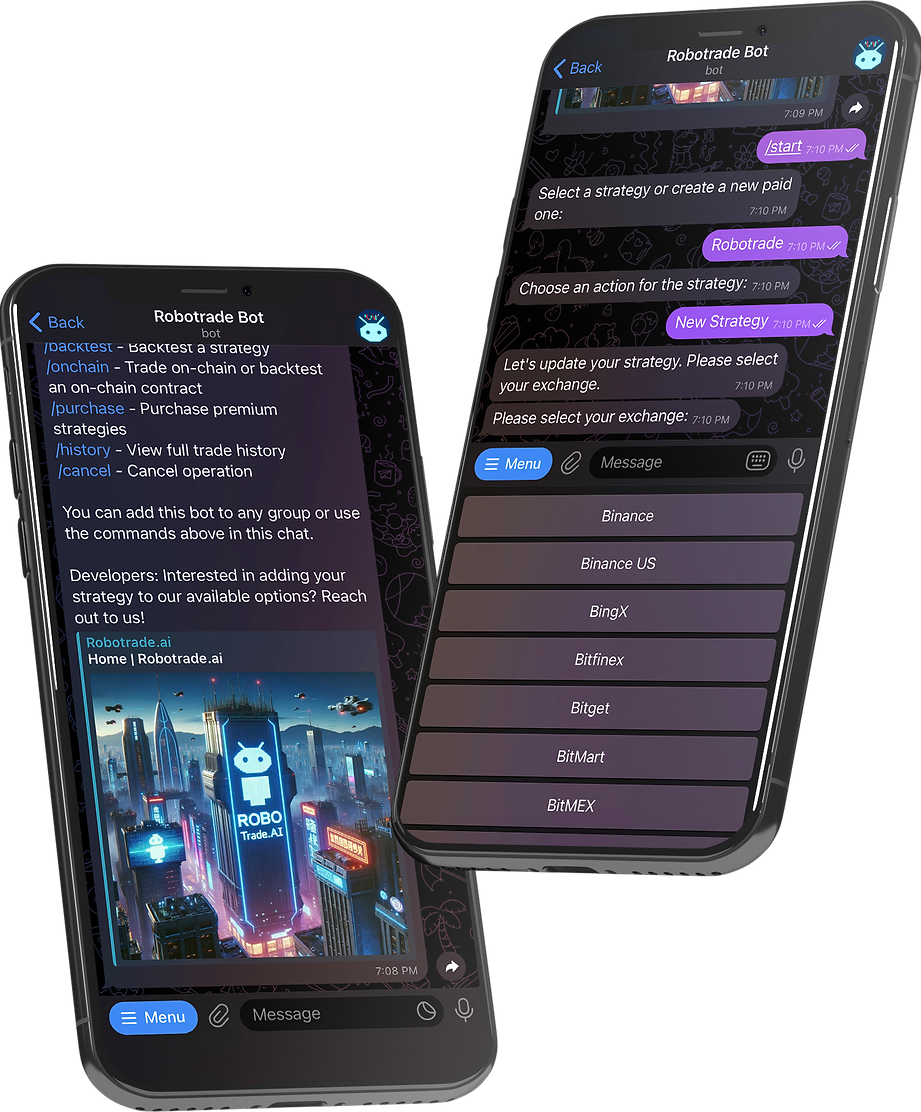 Robotrade Bot
bot
Back
7:09 PM
/start 7:10 PM
Select a strategy or create a new paid
one:
7:10 PM
Robotrade 7:10 PM
Choose an action for the strategy: 7:10 PM
New Strategy 7:10 PM
Let's update your strategy. Please select
your exchange.
7:10 PM
Please select your exchange: 7:10 PM
Menu
Message
Binance
Binance US
BingX
Bitfinex
Bitget
BitMart
BitMEX
Robotrade Bot
bot
Back
/backtest - Backtest a strategy
/onchain - Trade on-chain or backtest
an on-chain contract
/purchase - Purchase premium
strategies
/history - View full trade history
/cancel - Cancel operation
You can add this bot to any group or use
the commands above in this chat.
Developers: Interested in adding your
strategy to our available options? Reach
out to us!
Robotrade.ai
Home | Robotrade.ai
ROBO
Trade.AI
7:08 PM
Menu
Message